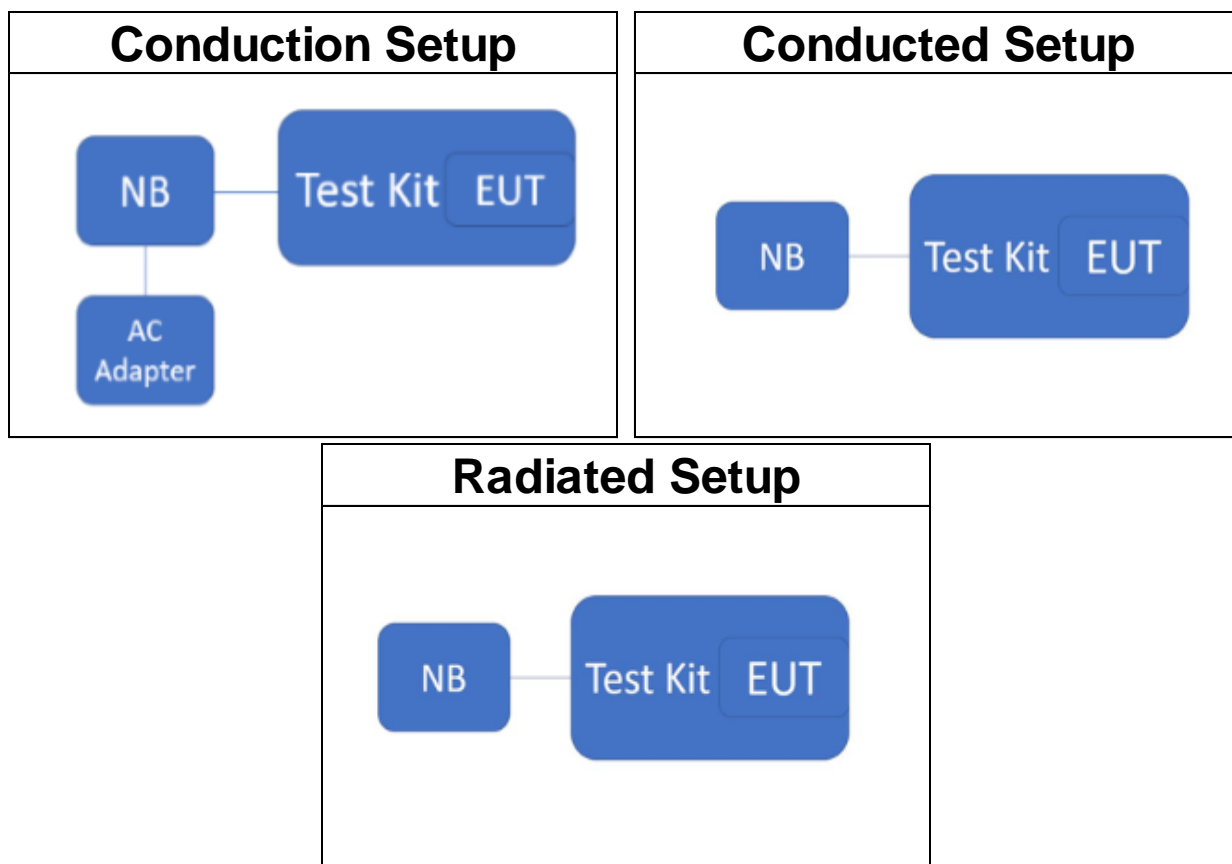 Conduction Setup
NB
Test Kit EUT
AC
Adapter
Conducted Setup
NB
Test Kit EUT
Radiated Setup
NB
Test Kit EUT